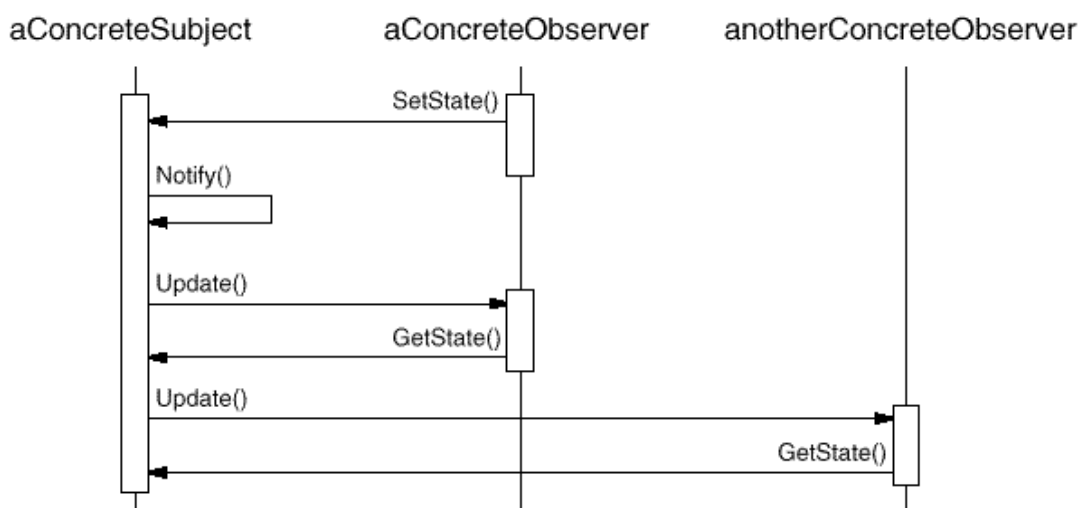 aConcreteSubject aConcreteObserver anotherConcreteObserver
SetState()
Notify()
Update()
GetState()
Update()
GetState()